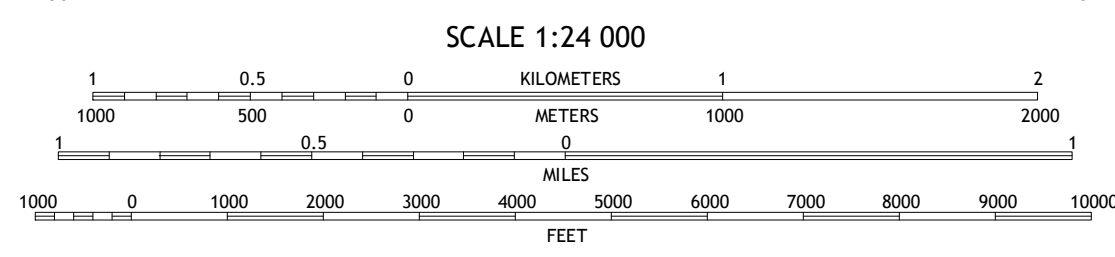 SCALE 1:24 000
1 0.5 0 KILOMETERS 1 2
1000 500 0 METERS 1000 2000
1 0.5 0 1
MILES
1000 0 1000 2000 3000 4000 5000 6000 7000 8000 9000 10000
FEET